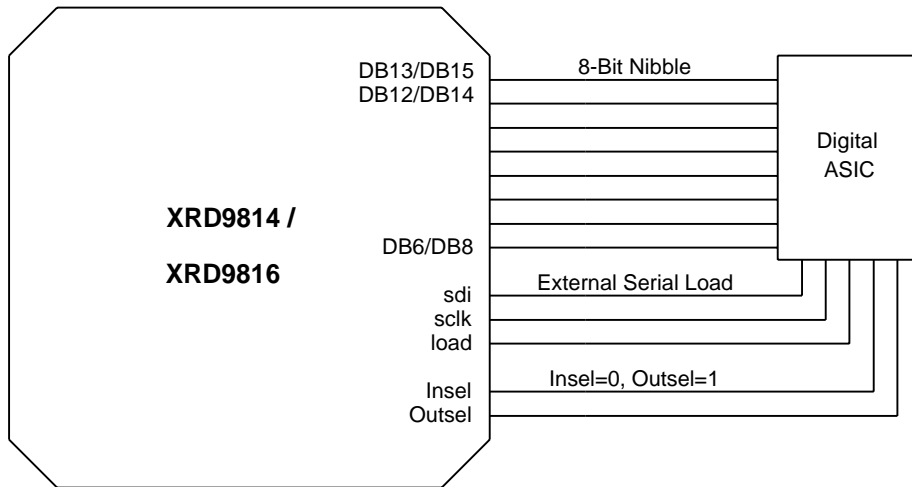 DB13/DB15
8-Bit Nibble
DB12/DB14
Digital
ASIC
XRD9814 /
XRD9816
DB6/DB8
External Serial Load
sdi
sclk
load
Insel=0, Outsel=1
Insel
Outsel